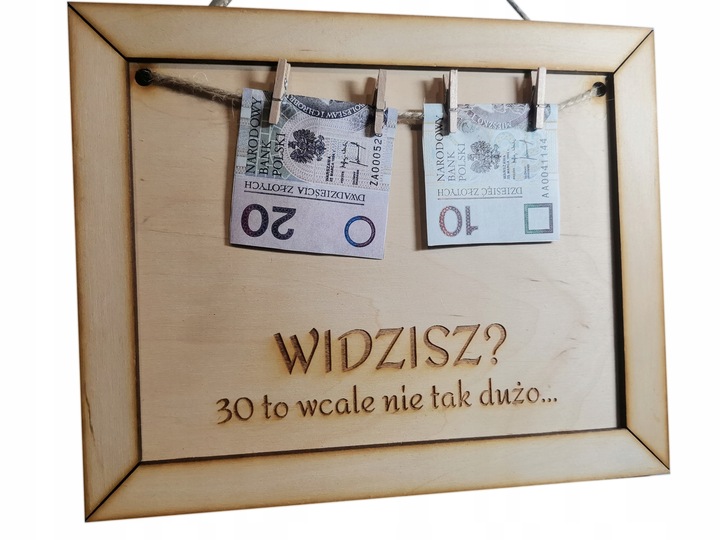 NARODOWY
BANK
POLSKI
DWADZIEŚCIA ZŁOTYCH
20
NARODOWY
BANK
POLSKI
DZIESIĘĆ ZŁOTYCH
AA0041144
10
WIDZISZ?
30 to wcale nie tak dużo...